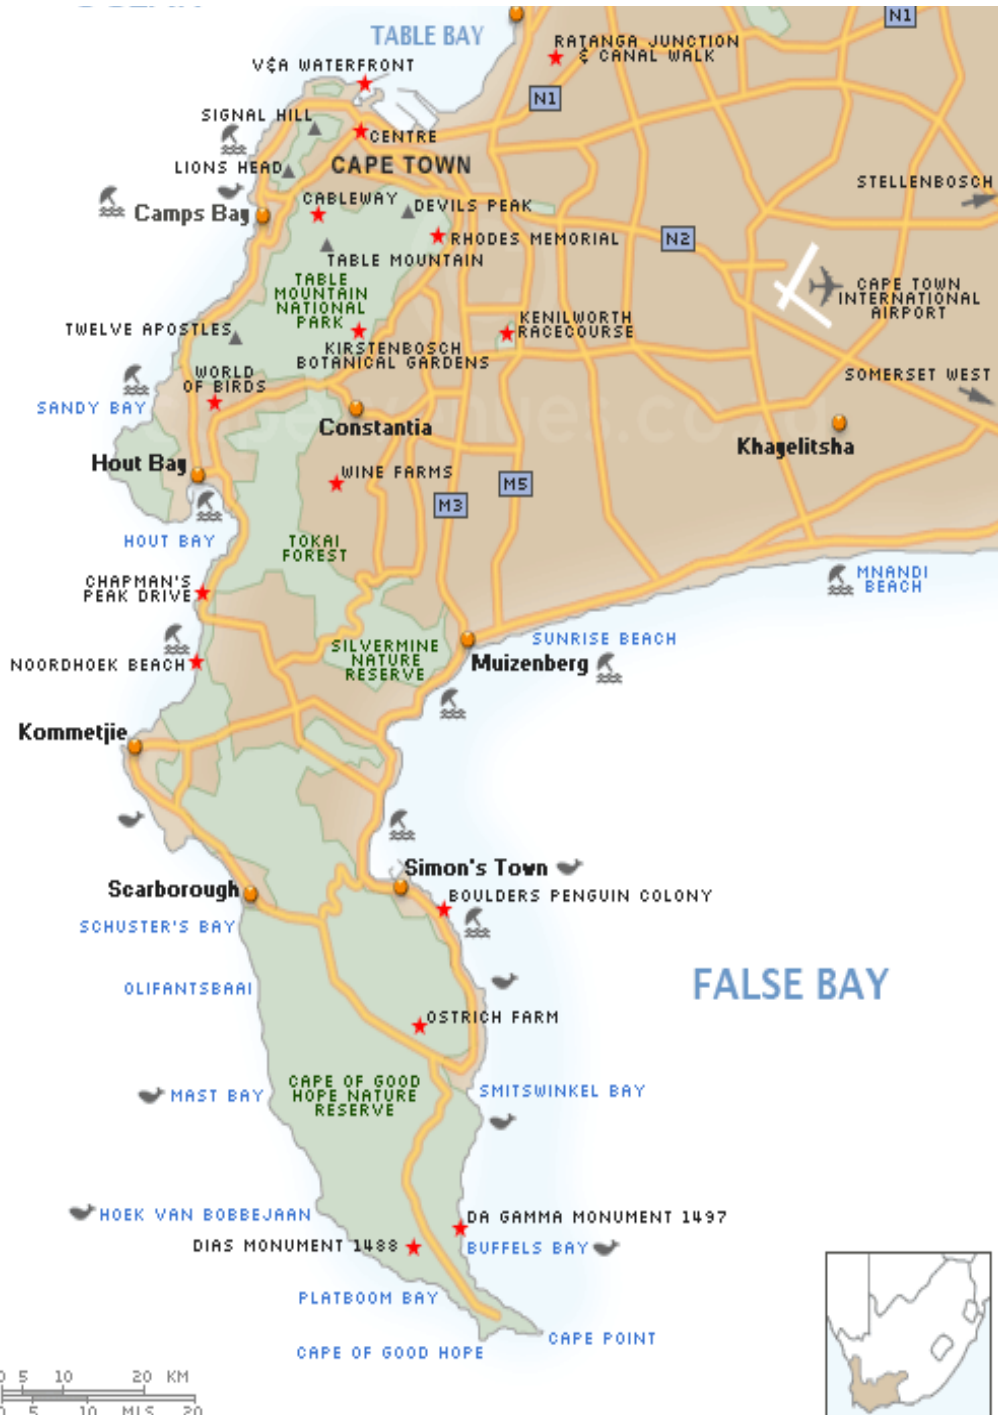 TABLE BAY
N1
RATANGA JUNCTION
& CANAL WALK
V&A WATERFRONT
N1
SIGNAL HILL
CENTRE
LIONS HEAD
CAPE TOWN
STELLENBOSCH
CABLEWAY
DEVILS PEAK
Camps Bay
RHODES MEMORIAL
N2
TABLE MOUNTAIN
TABLE
MOUNTAIN
NATIONAL
PARK
CAPE TOWN
INTERNATIONAL
AIRPORT
KENILWORTH
RACECOURSE
TWELVE APOSTLES
KIRSTENBOSCH
BOTANICAL GARDENS
WORLD
OF BIRDS
SOMERSET WEST
SANDY BAY
Constantia
Khayelitsha
Hout Bay
WINE FARMS
M5
M3
HOUT BAY
TOKAI
FOREST
CHAPMAN'S
PEAK DRIVE
MNANDI
BEACH
SUNRISE BEACH
SILVERMINE
NATURE
RESERVE
NOORDHOEK BEACH
Muizenberg
Kommetjie
Simon's Town
Scarborough
BOULDERS PENGUIN COLONY
SCHUSTER'S BAY
FALSE BAY
OLIFANTSBAAI
OSTRICH FARM
CAPE OF GOOD
HOPE NATURE
RESERVE
SMITSWINKEL BAY
MAST BAY
HOEK VAN BOBBEJAAN
DA GAMMA MONUMENT 1497
DIAS MONUMENT 1488
BUFFELS BAY
PLATBOOM BAY
CAPE POINT
CAPE OF GOOD HOPE
0 5 10 20 KM
0 5 10 MLS 20